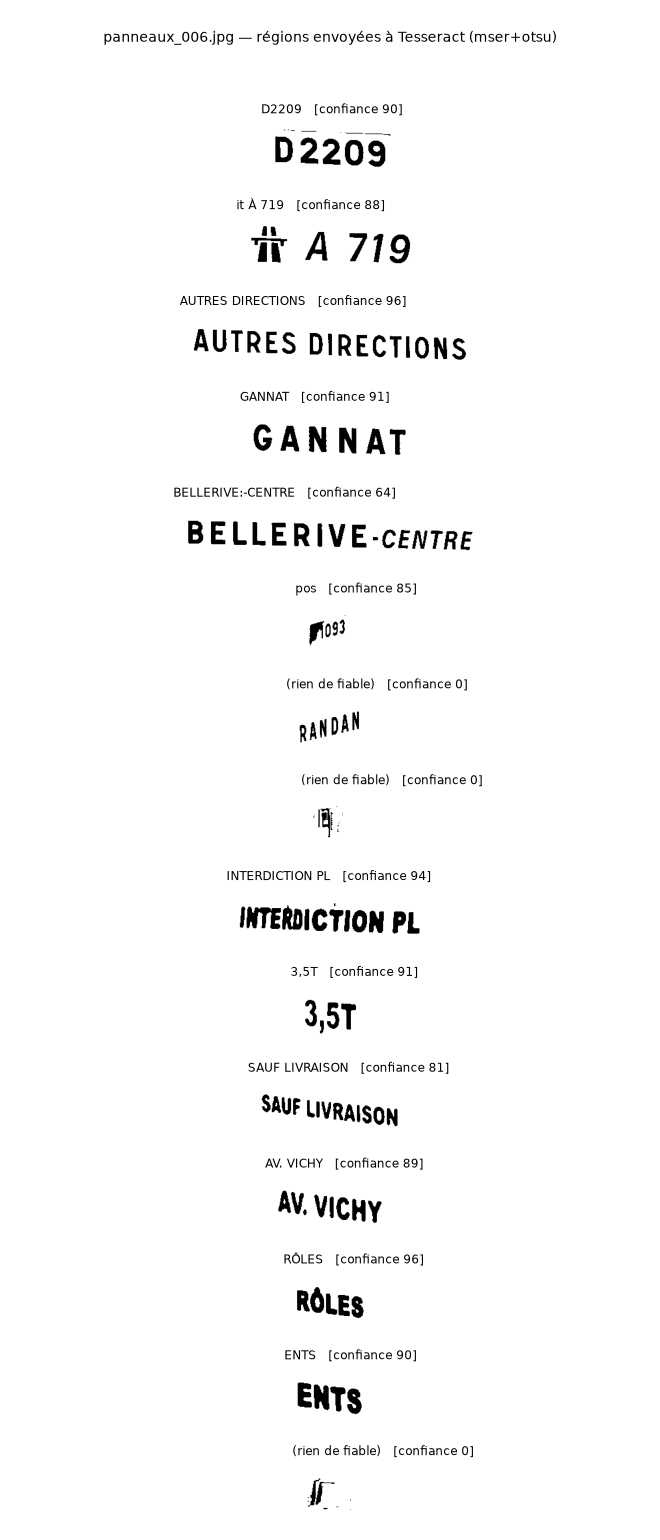 panneaux_006.jpg — régions envoyées à Tesseract (mser+otsu)
D2209 [confiance 90]
D2209
it À 719 [confiance 88]
A 719
AUTRES DIRECTIONS [confiance 96]
AUTRES DIRECTIONS
GANNAT [confiance 91]
GANNAT
BELLERIVE:-CENTRE [confiance 64]
BELLERIVE-CENTRE
pos [confiance 85]
1093
(rien de fiable) [confiance 0]
RANDAN
(rien de fiable) [confiance 0]
INTERDICTION PL [confiance 94]
INTERDICTION PL
3,5T [confiance 91]
3,5T
SAUF LIVRAISON [confiance 81]
SAUF LIVRAISON
AV. VICHY [confiance 89]
AV. VICHY
RÔLES [confiance 96]
RÔLES
ENTS [confiance 90]
ENTS
(rien de fiable) [confiance 0]